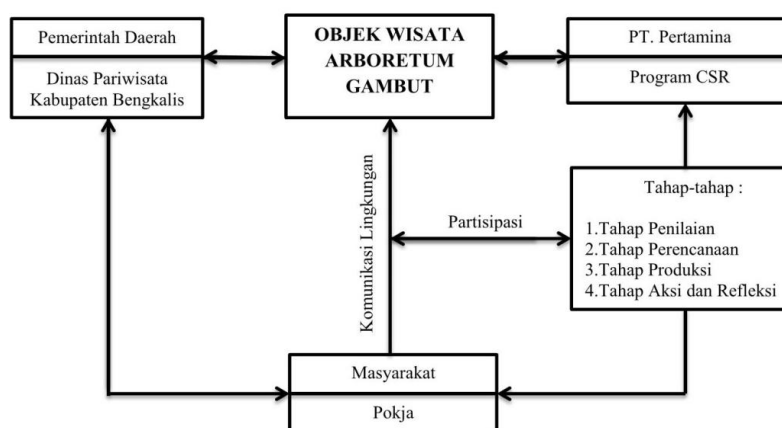 Pemerintah Daerah
Dinas Pariwisata
Kabupaten Bengkalis
OBJEK WISATA
ARBORETUM
GAMBUT
PT. Pertamina
Program CSR
Komunikasi Lingkungan
Partisipasi
Tahap-tahap :
1.Tahap Penilaian
2.Tahap Perencanaan
3.Tahap Produksi
4.Tahap Aksi dan Refleksi
Masyarakat
Pokja